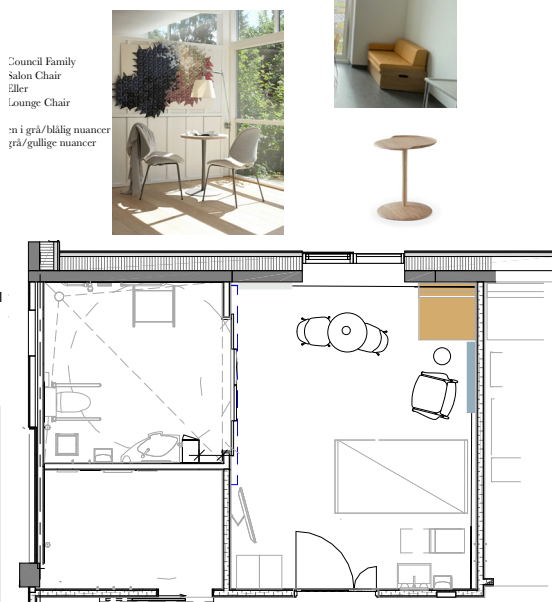 Council Family
Salon Chair
Eller
Lounge Chair
en i grå/blålig nuancer
grå/gullige nuancer